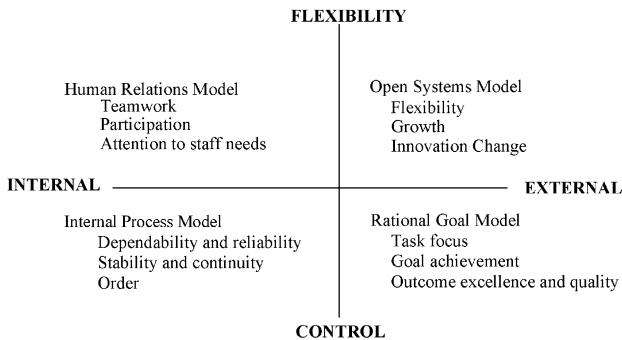 FLEXIBILITY
Human Relations Model
Teamwork
Participation
Attention to staff needs
Open Systems Model
Flexibility
Growth
Innovation Change
INTERNAL
EXTERNAL
Internal Process Model
Dependability and reliability
Stability and continuity
Order
Rational Goal Model
Task focus
Goal achievement
Outcome excellence and quality
CONTROL